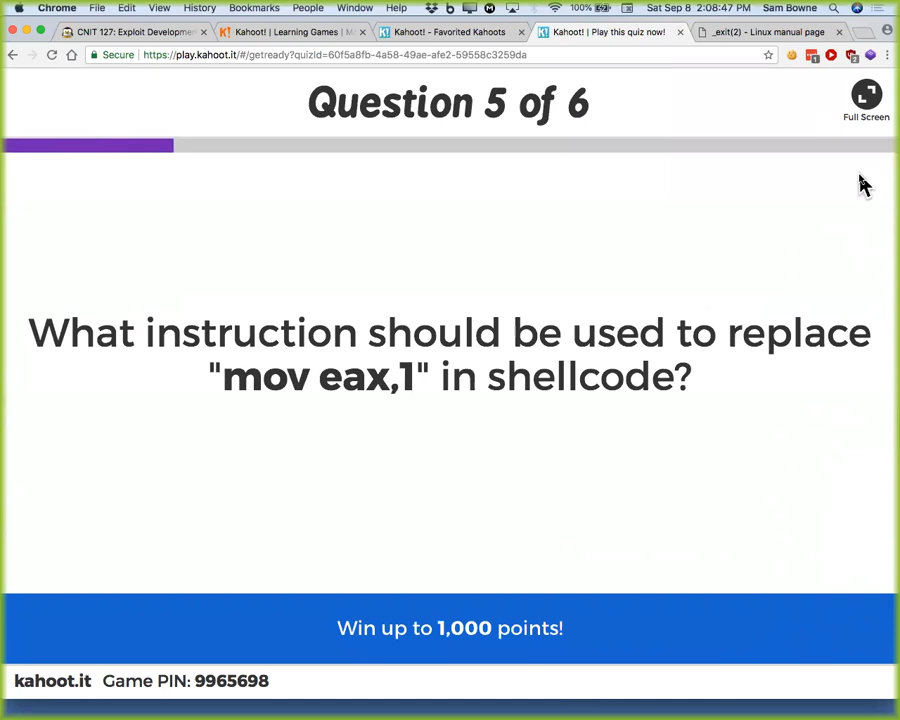 Chrome File Edit View History Bookmarks People Window Help 100% Sat Sep 8 2:08:47 PM Sam Bowne
CNIT 127: Exploit Developmen Kahoot! | Learning Games | M Kahoot! - Favorited Kahoots Kahoot! | Play this quiz now! _exit(2) - Linux manual page
Secure https://play.kahoot.it/#/getready?quizId=60f5a8fb-4a58-49ae-afe2-59558c3259da
Question 5 of 6
Full Screen
What instruction should be used to replace
"mov eax,1" in shellcode?
Win up to 1,000 points!
kahoot.it Game PIN: 9965698